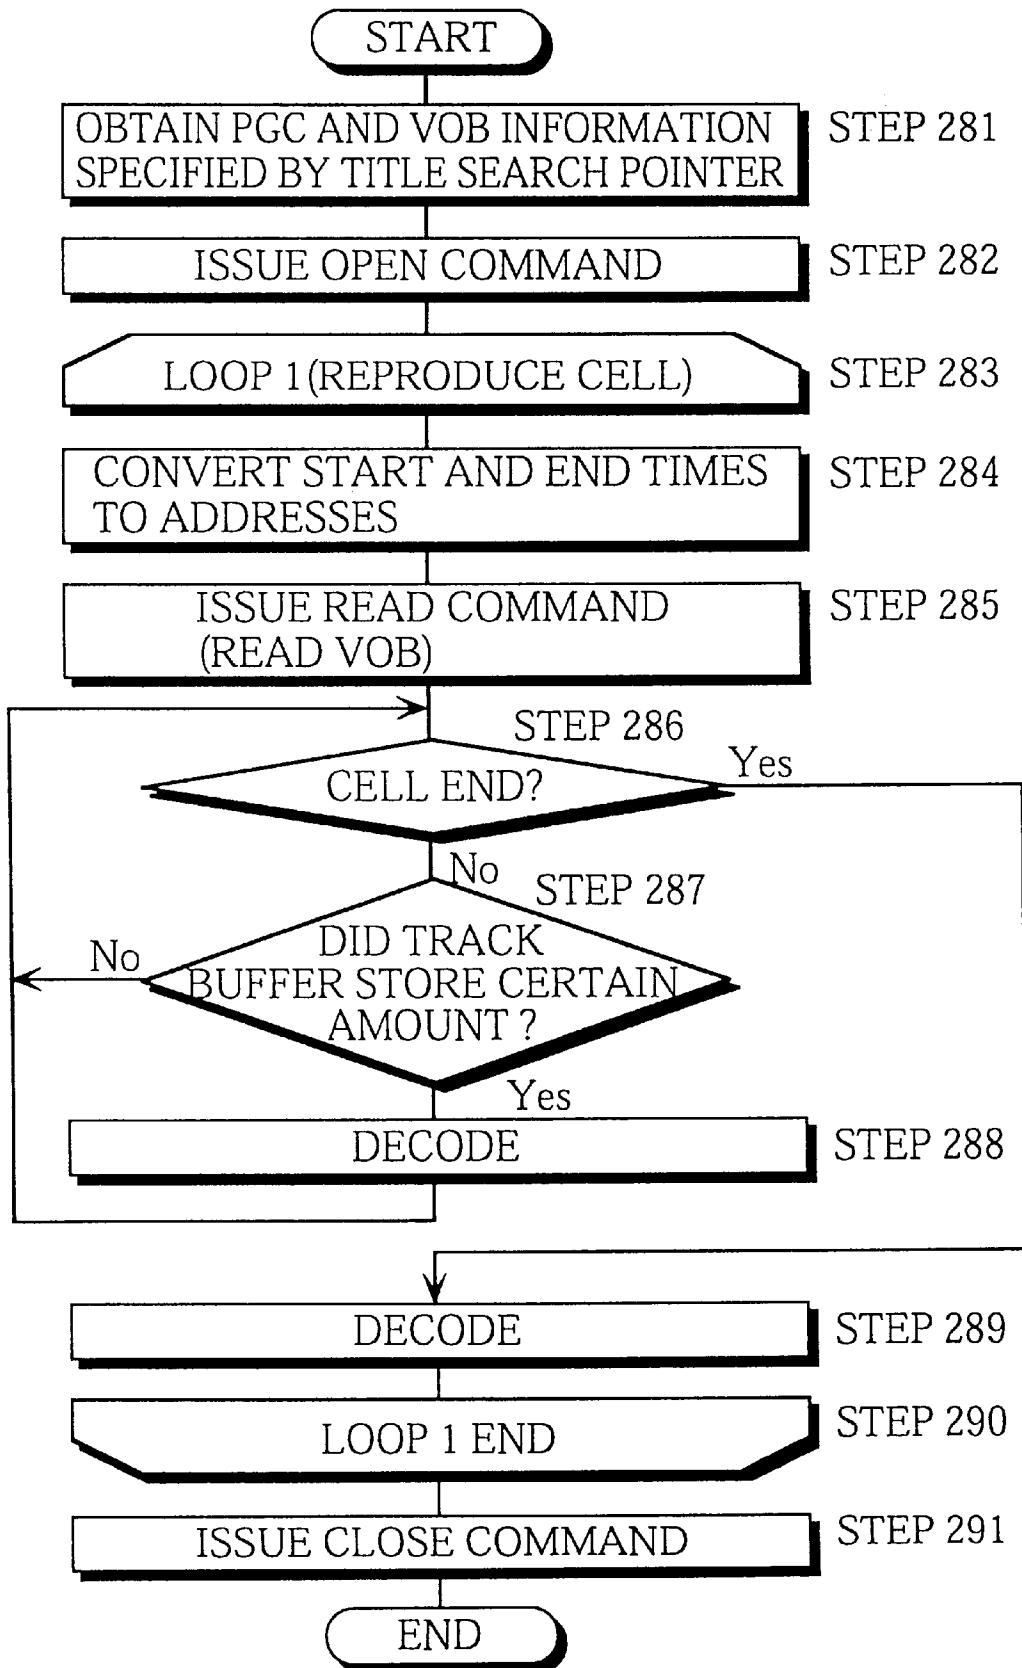 START
OBTAIN PGC AND VOB INFORMATION
SPECIFIED BY TITLE SEARCH POINTER
STEP 281
ISSUE OPEN COMMAND
STEP 282
LOOP 1 (REPRODUCE CELL)
STEP 283
CONVERT START AND END TIMES
TO ADDRESSES
STEP 284
ISSUE READ COMMAND
(READ VOB)
STEP 285
STEP 286
CELL END?
Yes
No
STEP 287
DID TRACK
BUFFER STORE CERTAIN
AMOUNT ?
No
Yes
DECODE
STEP 288
DECODE
STEP 289
LOOP 1 END
STEP 290
ISSUE CLOSE COMMAND
STEP 291
END